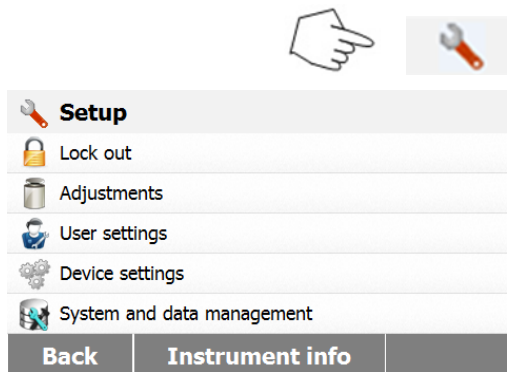 Setup
Lock out
Adjustments
User settings
Device settings
System and data management
Back Instrument info